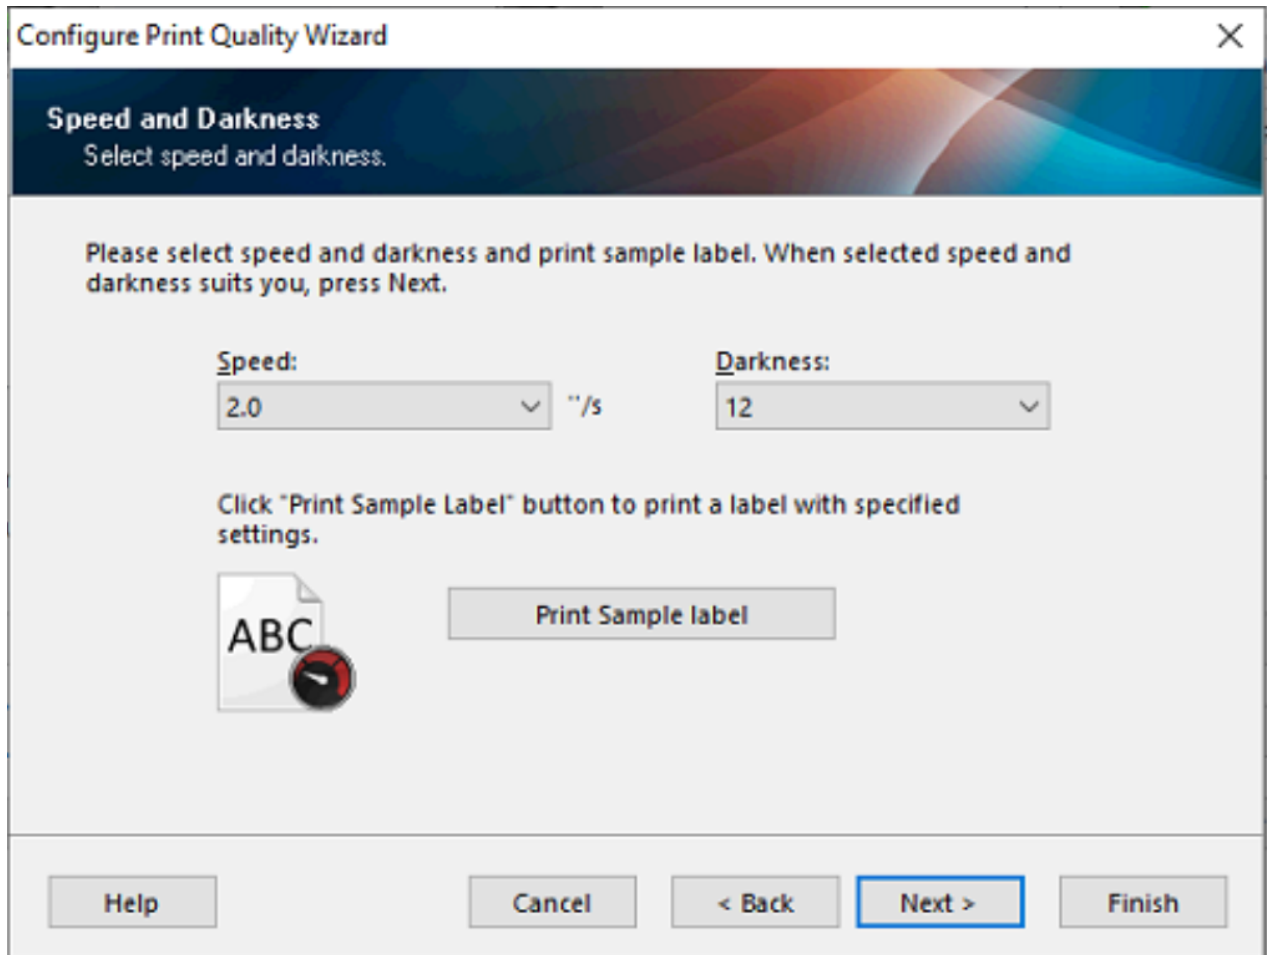 Configure Print Quality Wizard
Speed and Darkness
Select speed and darkness.
Please select speed and darkness and print sample label. When selected speed and
darkness suits you, press Next.
Speed:
Darkness:
2.0
"/s
12
Click "Print Sample Label" button to print a label with specified
settings.
ABC
Print Sample label
Help
Cancel
< Back
Next >
Finish